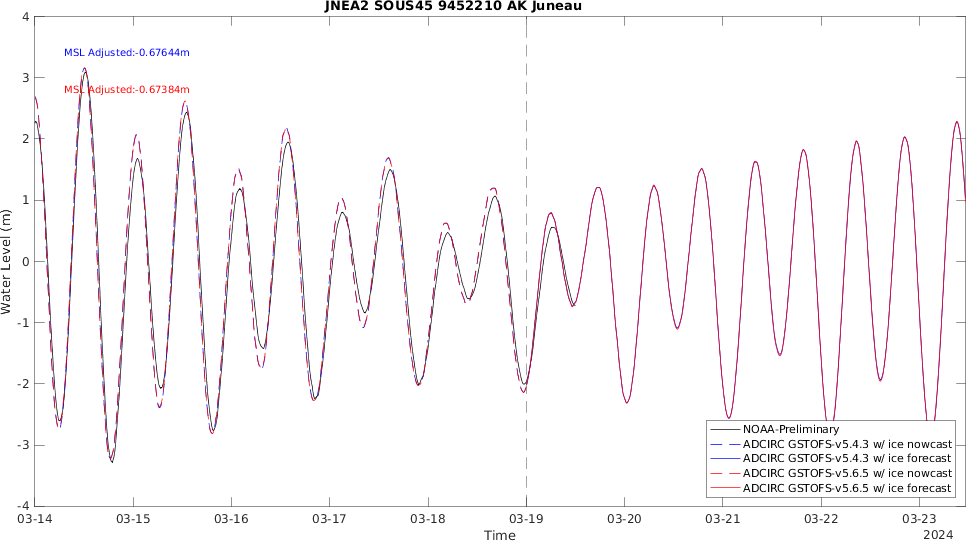 JNEA2 SOUS45 9452210 AK Juneau
MSL Adjusted:-0.67644m
MSL Adjusted:-0.67384m
Water Level (m)
4
3
2
1
0
-1
-2
-3
-4
NOAA-Preliminary
ADCIRC GSTOFS-v5.4.3 w/ ice nowcast
ADCIRC GSTOFS-v5.4.3 w/ ice forecast
ADCIRC GSTOFS-v5.6.5 w/ ice nowcast
ADCIRC GSTOFS-v5.6.5 w/ ice forecast
03-14 03-15 03-16 03-17 03-18 03-19 03-20 03-21 03-22 03-23
Time
2024